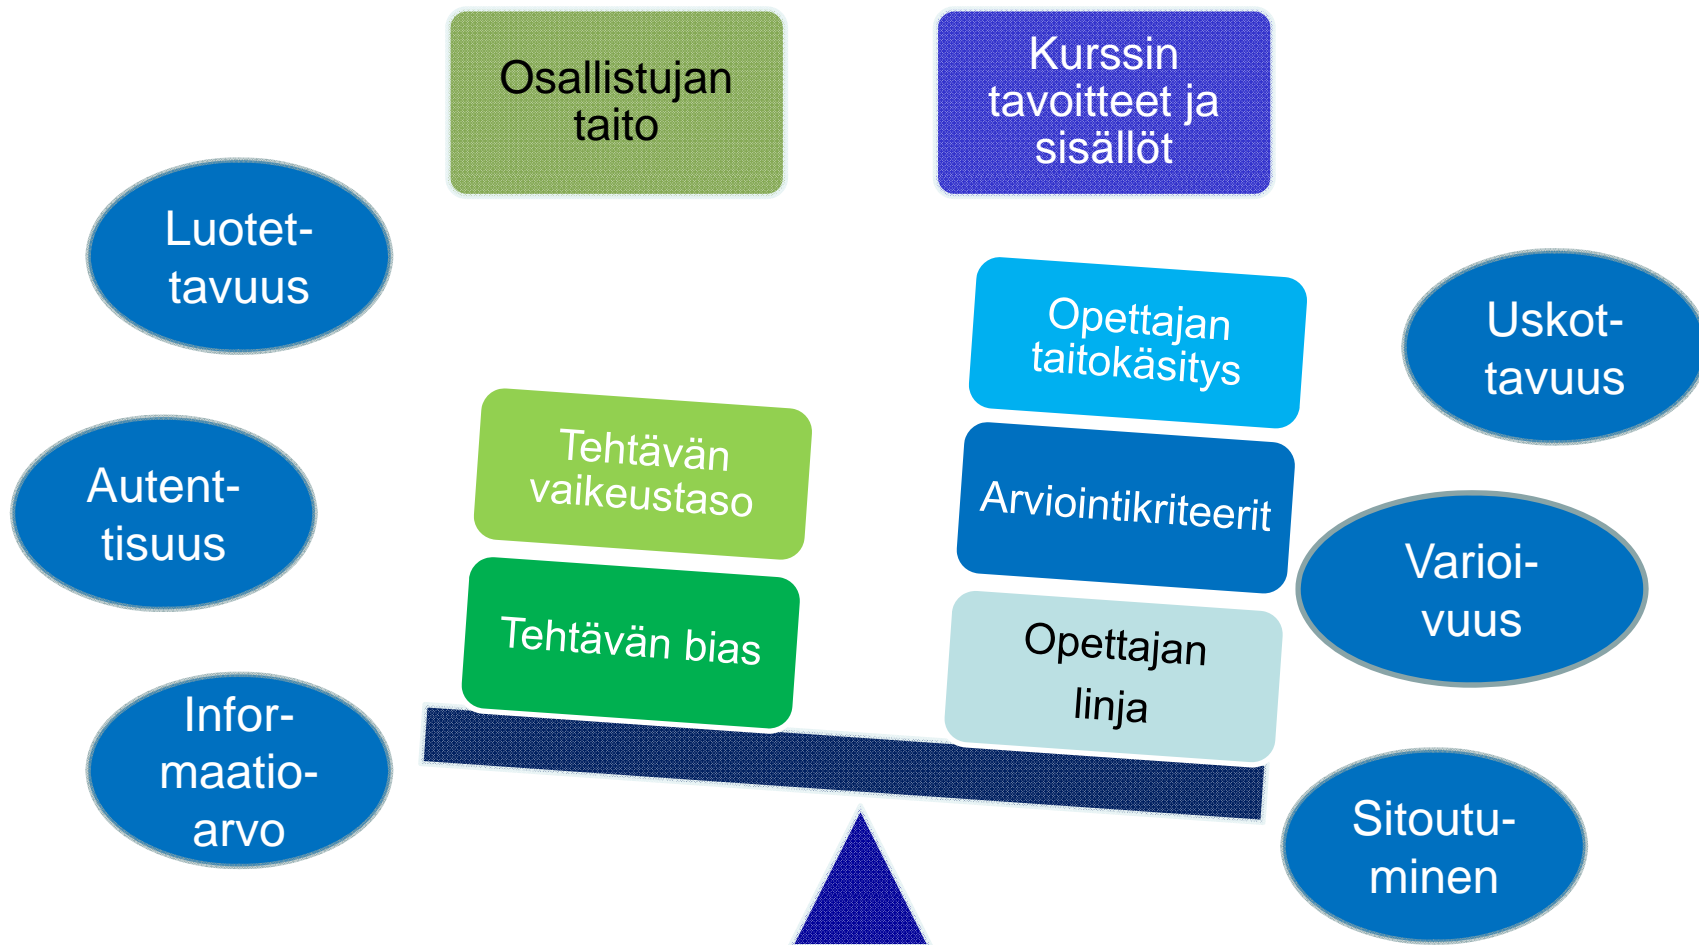 Osallistujan
taito
Kurssin
tavoitteet ja
sisällöt
Luotet-
tavuus
Autent-
tisuus
Infor-
maatio-
arvo
Tehtävän
vaikeustaso
Tehtävän bias
Opettajan
taitokäsitys
Arviointikriteerit
Opettajan
linja
Uskot-
tavuus
Varioi-
vuus
Sitoutu-
minen